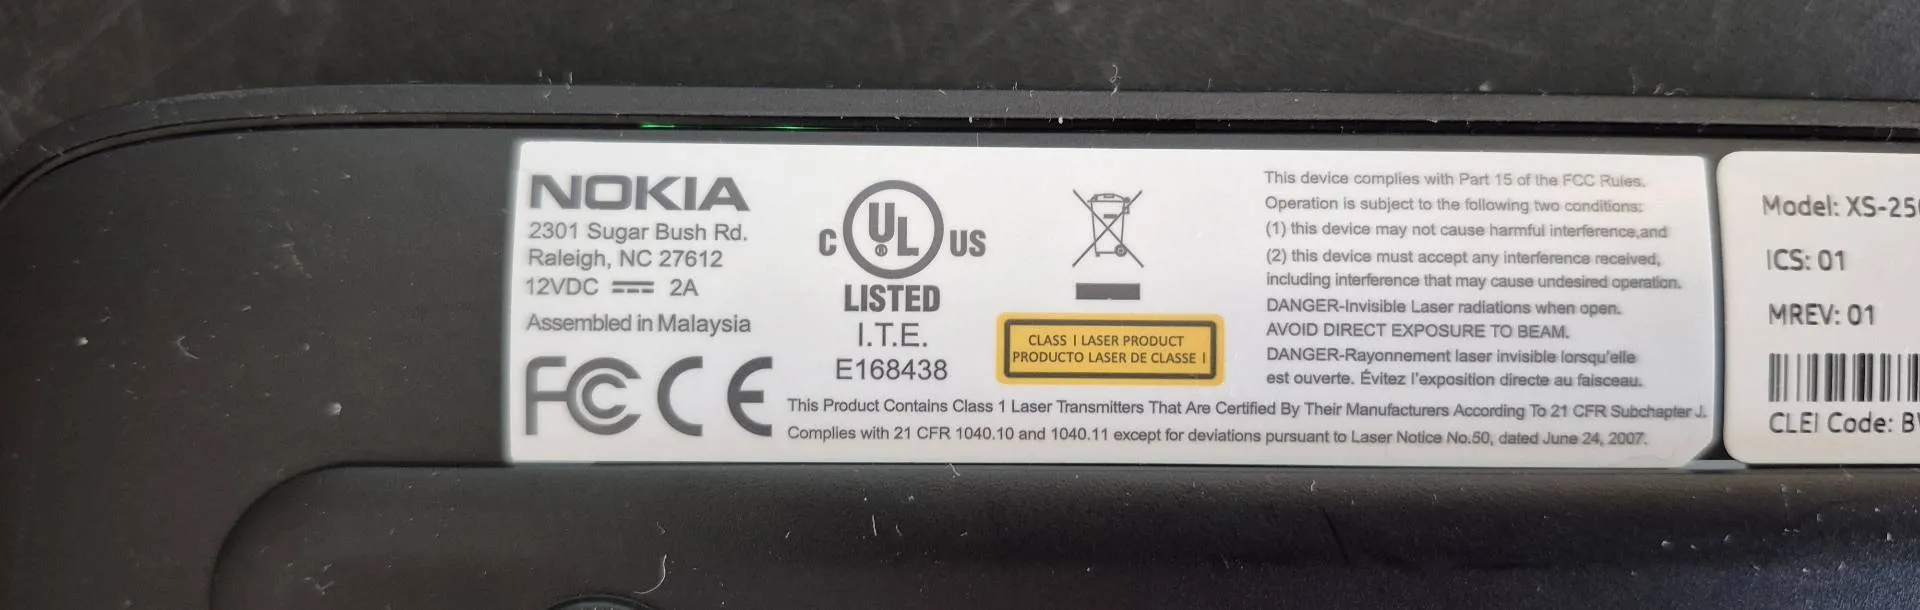 NOKIA
2301 Sugar Bush Rd.
Raleigh, NC 27612
12VDC 2A
Assembled in Malaysia
FC CE
C UL US
LISTED
I.T.E.
E168438
CLASS I LASER PRODUCT
PRODUCTO LASER DE CLASSE I
This device complies with Part 15 of the FCC Rules.
Operation is subject to the following two conditions:
(1) this device may not cause harmful interference,and
(2) this device must accept any interference received,
including interference that may cause undesired operation.
DANGER-Invisible Laser radiations when open.
AVOID DIRECT EXPOSURE TO BEAM.
DANGER-Rayonnement laser invisible lorsqu'elle
est ouverte. Évitez l'exposition directe au faisceau.
This Product Contains Class 1 Laser Transmitters That Are Certified By Their Manufacturers According To 21 CFR Subchapter J.
Complies with 21 CFR 1040.10 and 1040.11 except for deviations pursuant to Laser Notice No.50, dated June 24, 2007.
Model:
ICS: 01
MREV: 01
CLEI Code: